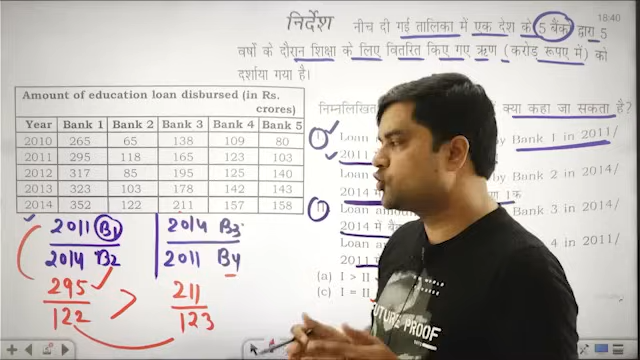 18:40
निर्देश नीच दी गई तालिका में एक देश के 5 बैंकों द्वारा 5
वर्षों के दौरान शिक्षा के लिए वितरित किए गए ऋण (करोड़ रूपए में) को
दर्शाया गया है।
Amount of education loan disbursed (in Rs. crores)
Year Bank 1 Bank 2 Bank 3 Bank 4 Bank 5
2010 265 65 138 109 80
2011 295 118 165 123 103
2012 317 85 195 125 140
2013 323 103 178 142 143
2014 352 122 211 157 158
निम्नलिखित क्या कहा जा सकता है?
Loan by Bank 1 in 2011/
2011
Loan by Bank 2 in 2014/
2014 में 1क
Loan amount Bank 3 in 2014/
2014 में
Loan 4 in 2011/
2011 में
(a) I > II
(c) I = II
2011 B1
2014 B2
2014 B3
2011 B4
295
122
>
211
123
FUTURE PROOF